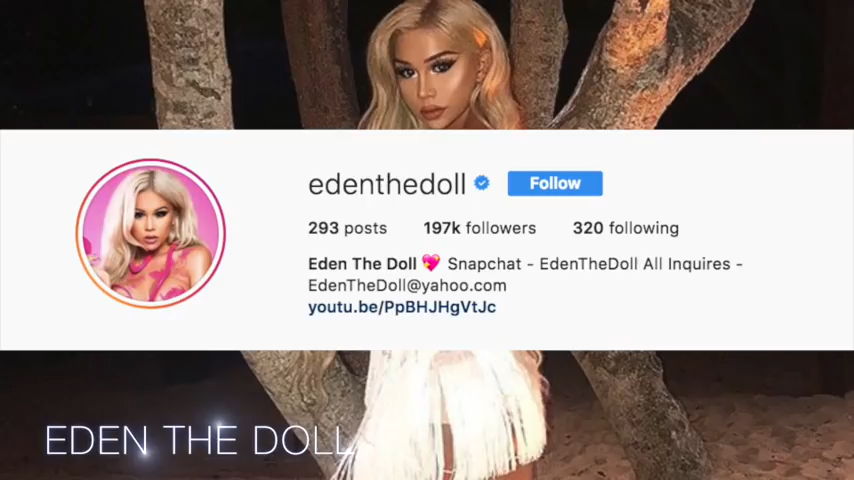 edenthedoll Follow
293 posts 197k followers 320 following
Eden The Doll 💖 Snapchat - EdenTheDoll All Inquires -
EdenTheDoll@yahoo.com
youtu.be/PpBHJHgVtJc
EDEN THE DOLL